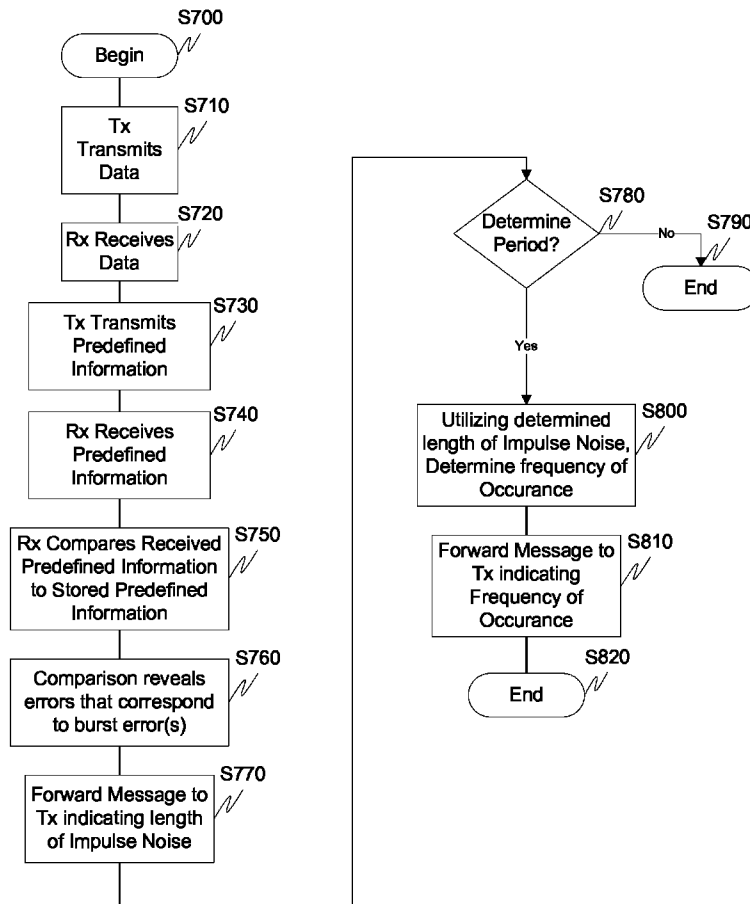 S700
Begin
S710
Tx
Transmits
Data
S720
Rx Receives
Data
S730
Tx Transmits
Predefined
Information
S740
Rx Receives
Predefined
Information
S750
Rx Compares Received
Predefined Information
to Stored Predefined
Information
S760
Comparison reveals
errors that correspond
to burst error(s)
S770
Forward Message to
Tx indicating length
of Impulse Noise
S780
Determine
Period?
No
S790
End
Yes
S800
Utilizing determined
length of Impulse Noise,
Determine frequency of
Occurance
S810
Forward Message to
Tx indicating
Frequency of
Occurance
S820
End